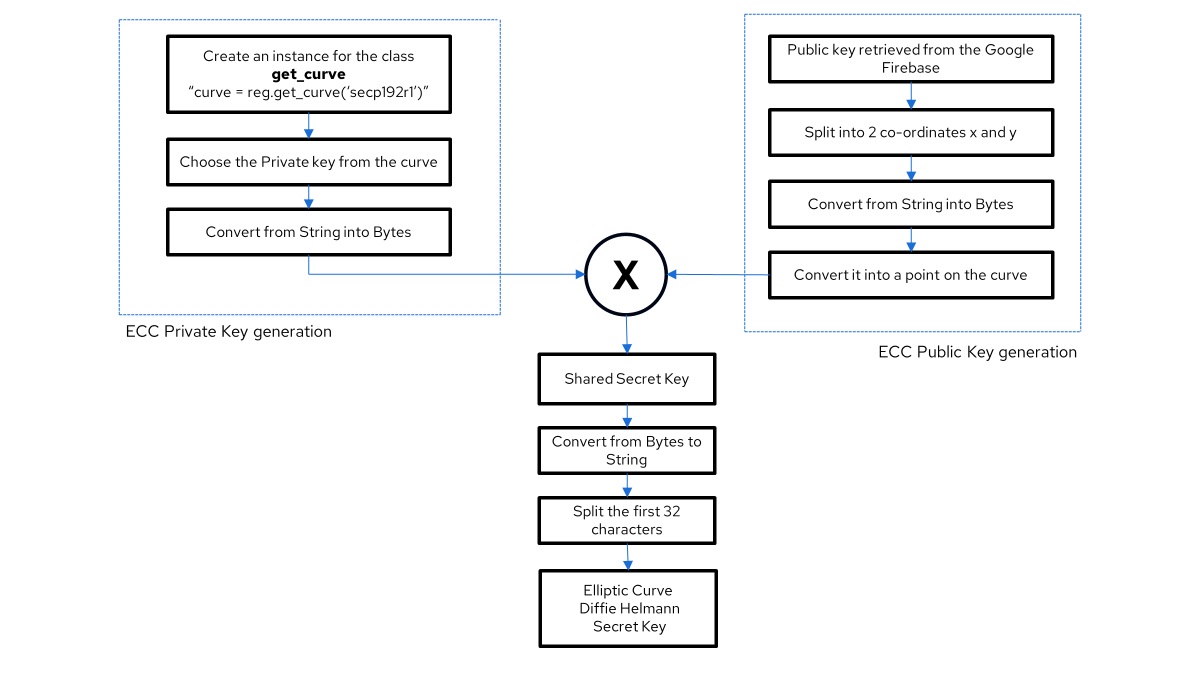 Create an instance for the class
get_curve
“curve = reg.get_curve(‘secp192r1’)”
Choose the Private key from the curve
Convert from String into Bytes
ECC Private Key generation
Public key retrieved from the Google
Firebase
Split into 2 co-ordinates x and y
Convert from String into Bytes
Convert it into a point on the curve
ECC Public Key generation
X
Shared Secret Key
Convert from Bytes to
String
Split the first 32
characters
Elliptic Curve
Diffie Helmann
Secret Key